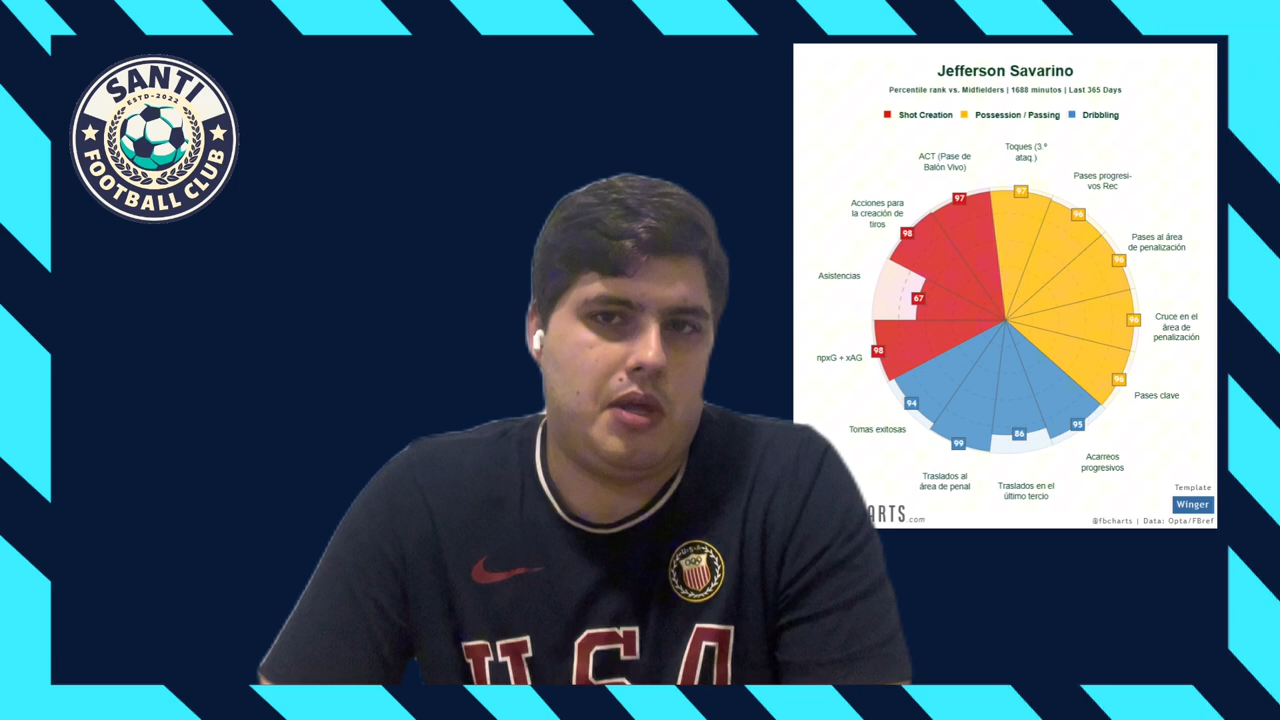 SANTI
ESTD-2022
FOOTBALL CLUB
Jefferson Savarino
Percentile rank vs. Midfielders | 1688 minutos | Last 365 Days
Shot Creation
Possession / Passing
Dribbling
Toques (3.º
ataq.)
ACT (Pase de
Balón Vivo)
Pases progresi-
vos Rec
Acciones para
la creación de
tiros
Pases al área
de penalización
Asistencias
Cruce en el
área de
penalización
npxG + xAG
Pases clave
Tomas exitosas
Acarreos
progresivos
Traslados al
área de penal
Traslados en el
último tercio
97
97
96
98
96
67
96
98
96
94
95
99
86
Template
Winger
ARTS.com
@fbcharts | Data: Opta/FBref
U·S·A
USA